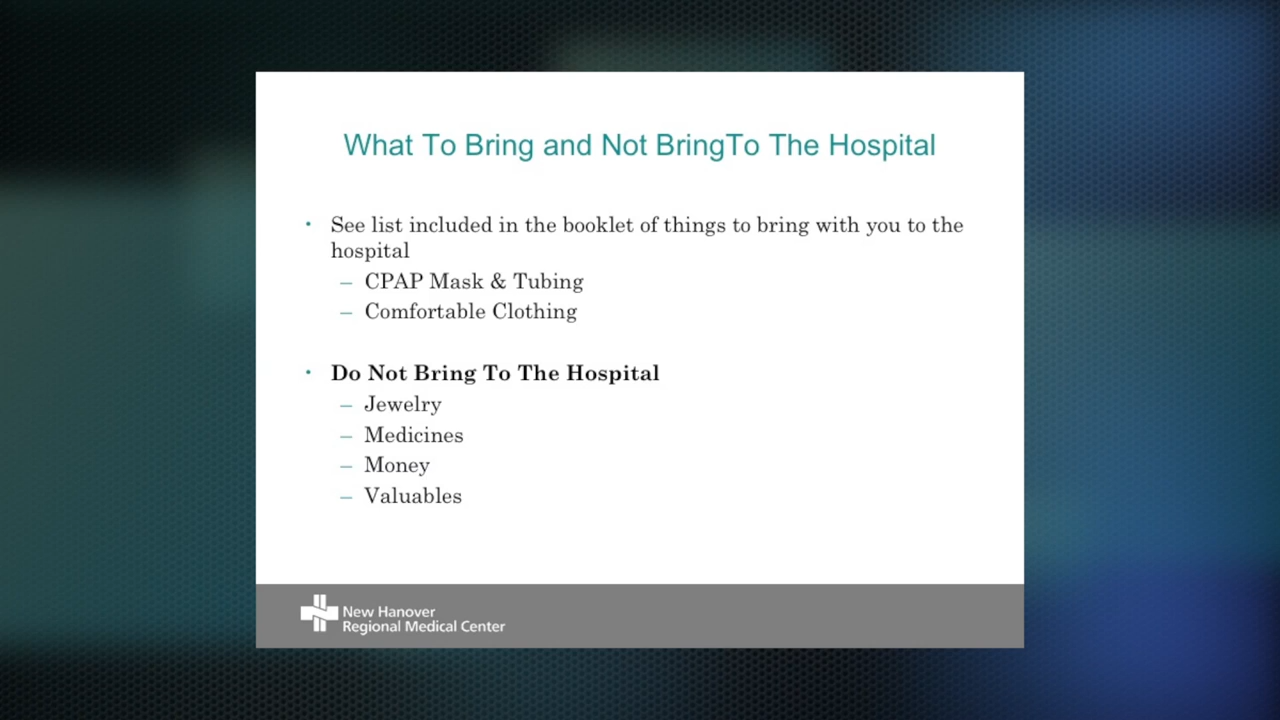 What To Bring and Not BringTo The Hospital
• See list included in the booklet of things to bring with you to the
hospital
– CPAP Mask & Tubing
– Comfortable Clothing
• Do Not Bring To The Hospital
– Jewelry
– Medicines
– Money
– Valuables
New Hanover
Regional Medical Center